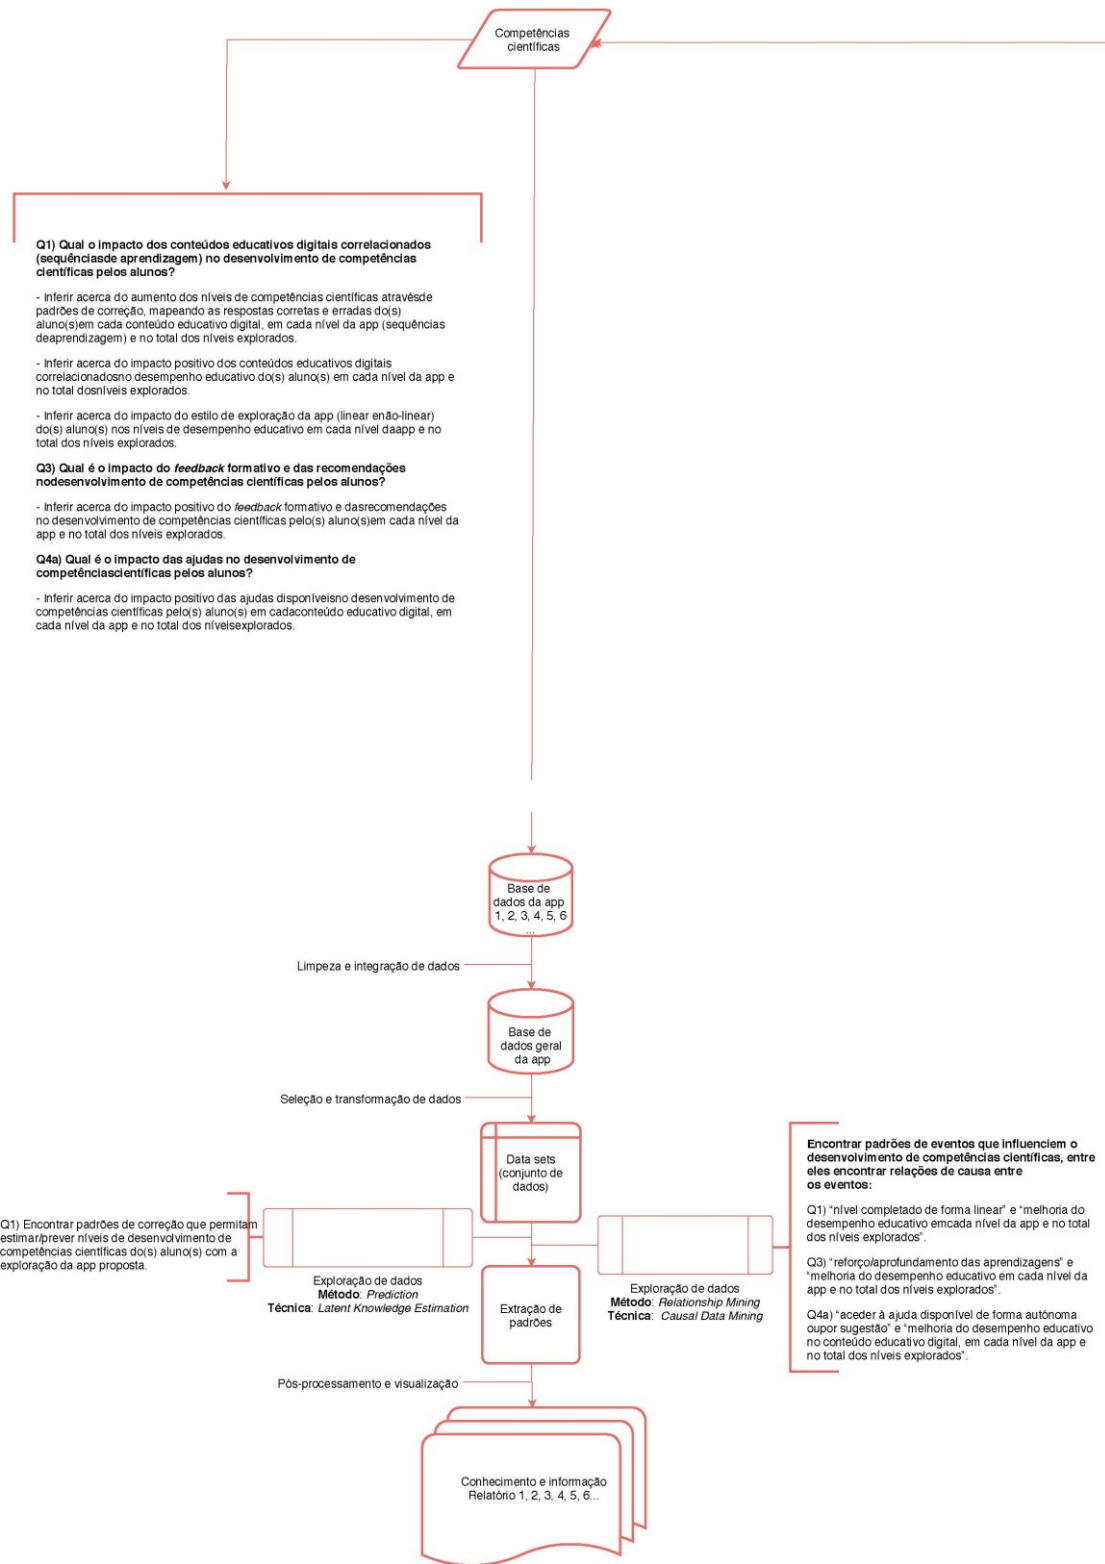 Competências
científicas
Q1) Qual o impacto dos conteúdos educativos digitais correlacionados
(sequênciasde aprendizagem) no desenvolvimento de competências
científicas pelos alunos?
- Inferir acerca do aumento dos níveis de competências científicas atravésde
padrões de correção, mapeando as respostas corretas e erradas do(s)
aluno(s)em cada conteúdo educativo digital, em cada nível da app (sequências
deaprendizagem) e no total dos níveis explorados.
- Inferir acerca do impacto positivo dos conteúdos educativos digitais
correlacionadosno desempenho educativo do(s) aluno(s) em cada nível da app e
no total dosníveis explorados.
- Inferir acerca do impacto do estilo de exploração da app (linear enão-linear)
do(s) aluno(s) nos níveis de desempenho educativo em cada nível daapp e no
total dos níveis explorados.
Q3) Qual é o impacto do feedback formativo e das recomendações
nodesenvolvimento de competências científicas pelos alunos?
- Inferir acerca do impacto positivo do feedback formativo e dasrecomendações
no desenvolvimento de competências científicas pelo(s) aluno(s)em cada nível da
app e no total dos níveis explorados.
Q4a) Qual é o impacto das ajudas no desenvolvimento de
competênciascientíficas pelos alunos?
- Inferir acerca do impacto positivo das ajudas disponíveisno desenvolvimento de
competências científicas pelo(s) aluno(s) em cadaconteúdo educativo digital, em
cada nível da app e no total dos níveisexplorados.
Base de
dados da app
1, 2, 3, 4, 5, 6
...
Limpeza e integração de dados
Base de
dados geral
da app
Seleção e transformação de dados
Data sets
(conjunto de
dados)
Q1) Encontrar padrões de correção que permitam
estimar/prever níveis de desenvolvimento de
competências científicas do(s) aluno(s) com a
exploração da app proposta.
Exploração de dados
Método: Prediction
Técnica: Latent Knowledge Estimation
Extração de
padrões
Exploração de dados
Método: Relationship Mining
Técnica: Causal Data Mining
Encontrar padrões de eventos que influenciem o
desenvolvimento de competências científicas, entre
eles encontrar relações de causa entre
os eventos:
Q1) “nível completado de forma linear” e “melhoria do
desempenho educativo emcada nível da app e no total
dos níveis explorados”.
Q3) “reforço/aprofundamento das aprendizagens” e
“melhoria do desempenho educativo em cada nível da
app e no total dos níveis explorados”.
Q4a) “aceder à ajuda disponível de forma autónoma
oupor sugestão” e “melhoria do desempenho educativo
no conteúdo educativo digital, em cada nível da app e
no total dos níveis explorados”.
Pós-processamento e visualização
Conhecimento e informação
Relatório 1, 2, 3, 4, 5, 6...